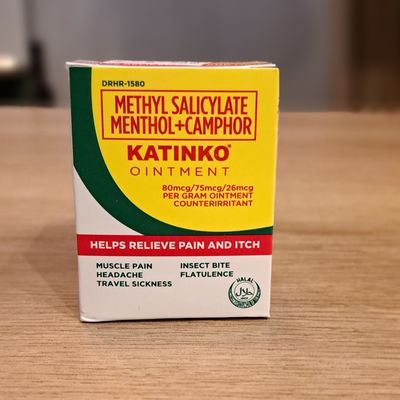 DRHR-1580
METHYL SALICYLATE
MENTHOL+CAMPHOR
KATINKO®
OINTMENT
80mcg/75mcg/26mcg
PER GRAM OINTMENT
COUNTERIRRITANT
HELPS RELIEVE PAIN AND ITCH
MUSCLE PAIN
HEADACHE
TRAVEL SICKNESS
INSECT BITE
FLATULENCE
HALAL